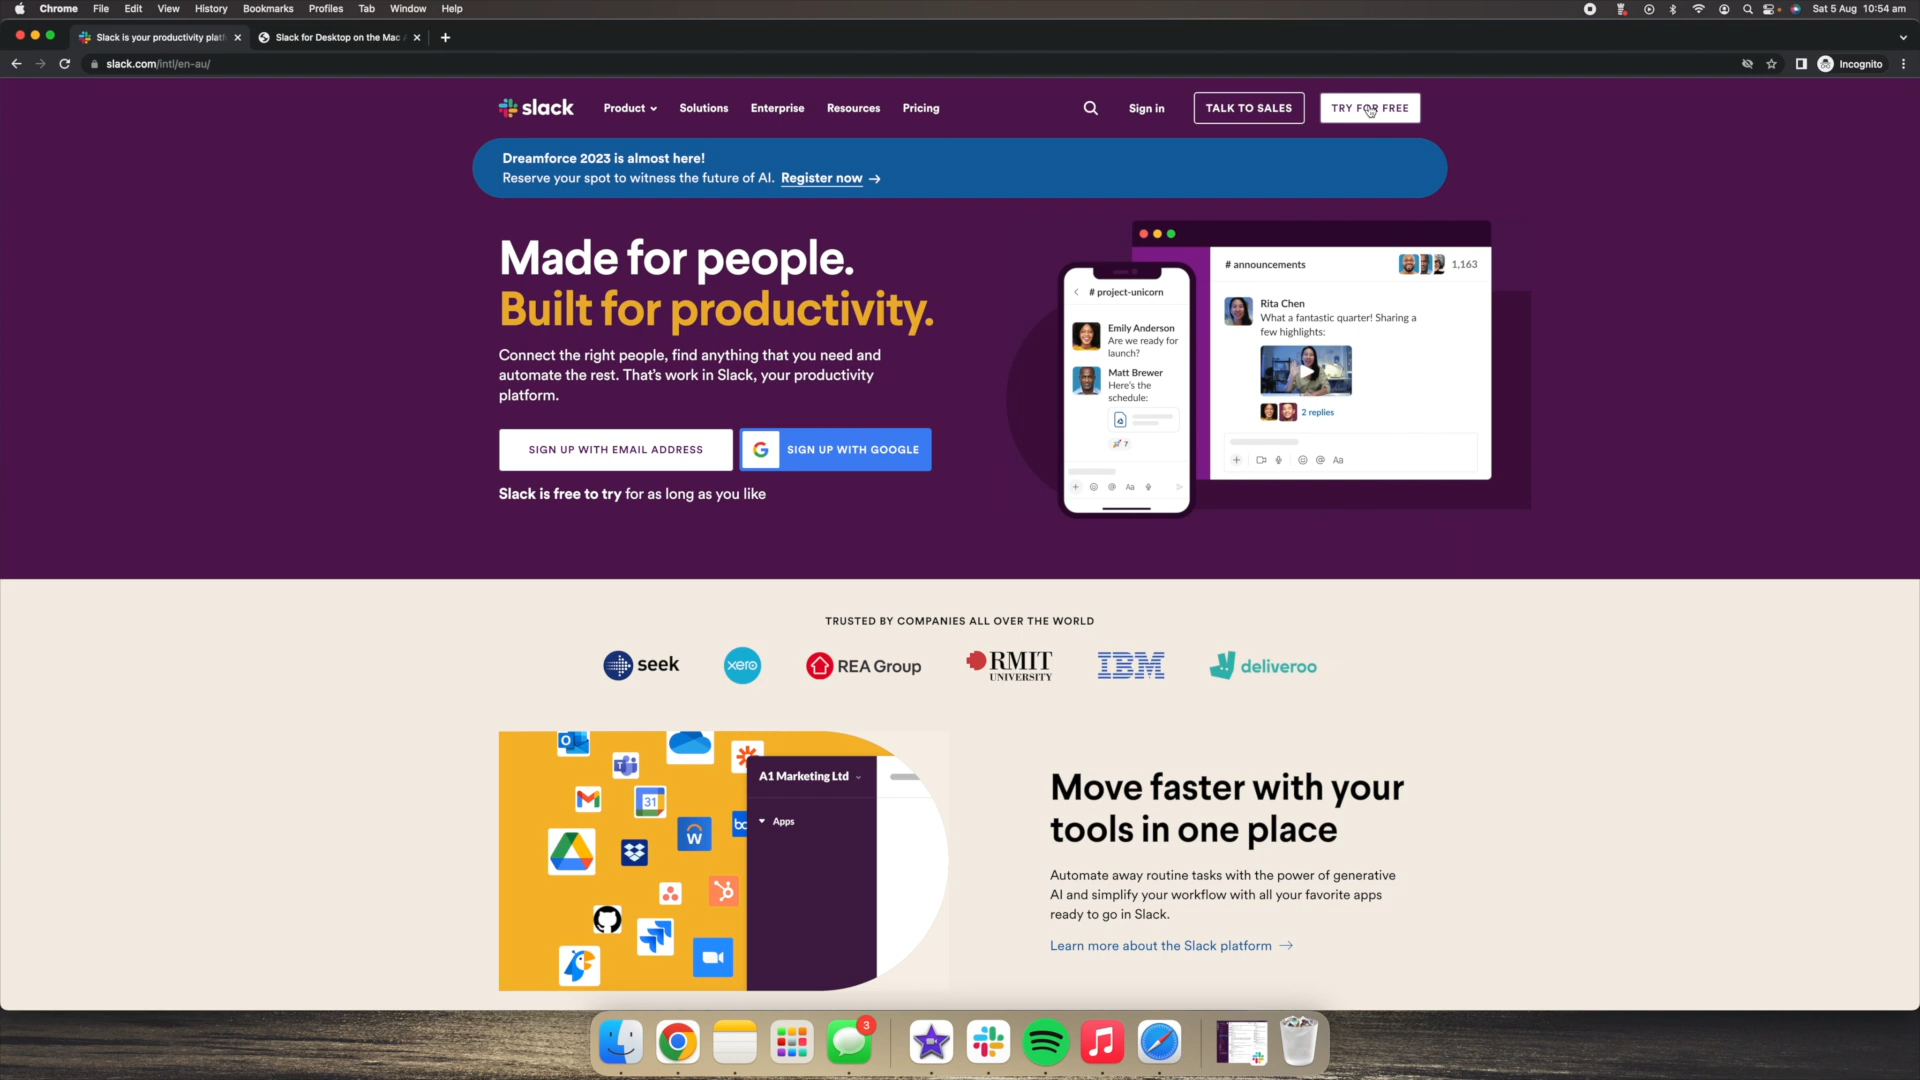 Chrome File Edit View History Bookmarks Profiles Tab Window Help
Sat 5 Aug 10:54 am
Slack is your productivity platf
Slack for Desktop on the Mac
slack.com/intl/en-au/
Incognito
slack
Product Solutions Enterprise Resources Pricing
Sign in
TALK TO SALES
TRY FOR FREE
Dreamforce 2023 is almost here!
Reserve your spot to witness the future of AI. Register now →
Made for people.
Built for productivity.
Connect the right people, find anything that you need and
automate the rest. That's work in Slack, your productivity
platform.
SIGN UP WITH EMAIL ADDRESS
SIGN UP WITH GOOGLE
Slack is free to try for as long as you like
# project-unicorn
Emily Anderson
Are we ready for
launch?
Matt Brewer
Here's the
schedule:
7
Aa
# announcements
1,163
Rita Chen
What a fantastic quarter! Sharing a
few highlights:
2 replies
Aa
TRUSTED BY COMPANIES ALL OVER THE WORLD
seek
xero
REA Group
RMIT
UNIVERSITY
IBM
deliveroo
A1 Marketing Ltd
Apps
31
Move faster with your
tools in one place
Automate away routine tasks with the power of generative
AI and simplify your workflow with all your favorite apps
ready to go in Slack.
Learn more about the Slack platform →
3